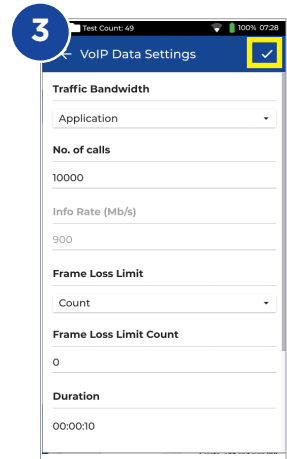 3
Test Count: 49 100% 07:28
VoIP Data Settings
Traffic Bandwidth
Application
No. of calls
10000
Info Rate (Mb/s)
900
Frame Loss Limit
Count
Frame Loss Limit Count
0
Duration
00:00:10